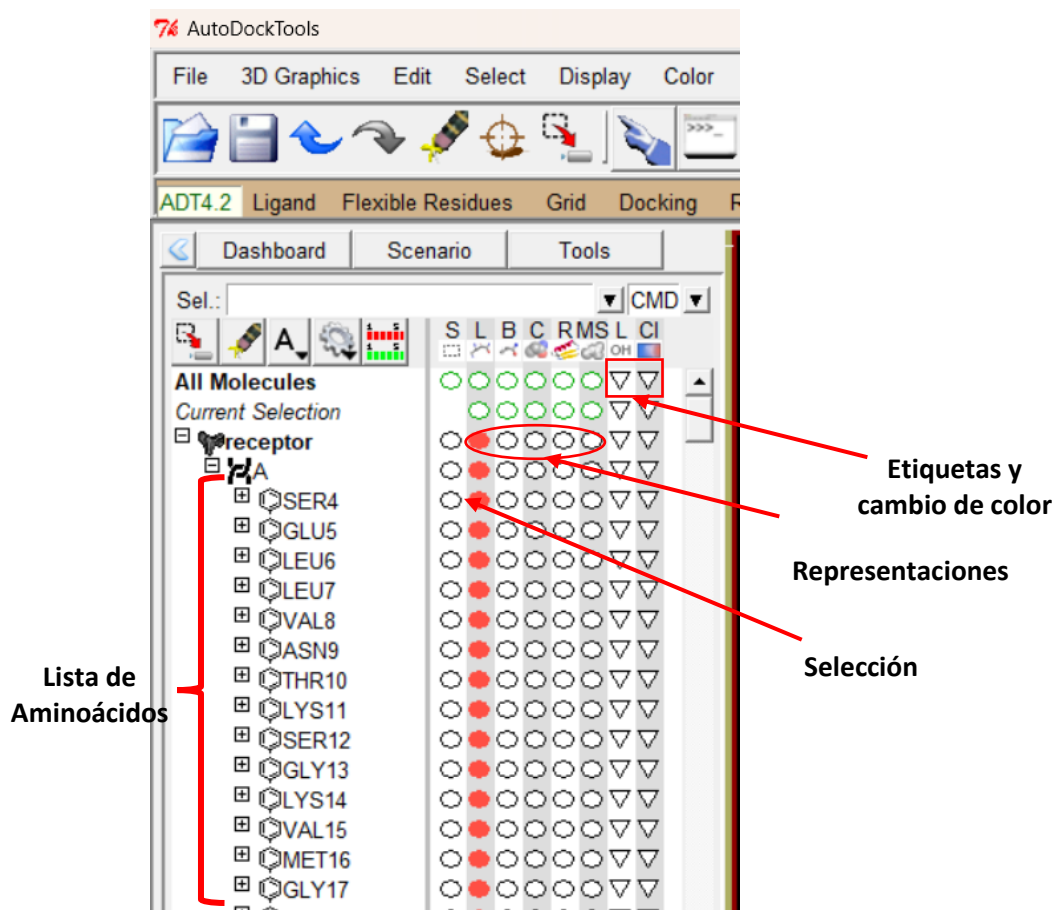 AutoDockTools
File 3D Graphics Edit Select Display Color
>>>_
ADT4.2 Ligand Flexible Residues Grid Docking R
Dashboard Scenario Tools
Sel.: CMD
A S L B C R MS L Cl
OH
All Molecules
Current Selection
receptor
A
SER4
GLU5
LEU6
LEU7
VAL8
ASN9
THR10
LYS11
SER12
GLY13
LYS14
VAL15
MET16
GLY17
Lista de
Aminoácidos
Etiquetas y
cambio de color
Representaciones
Selección